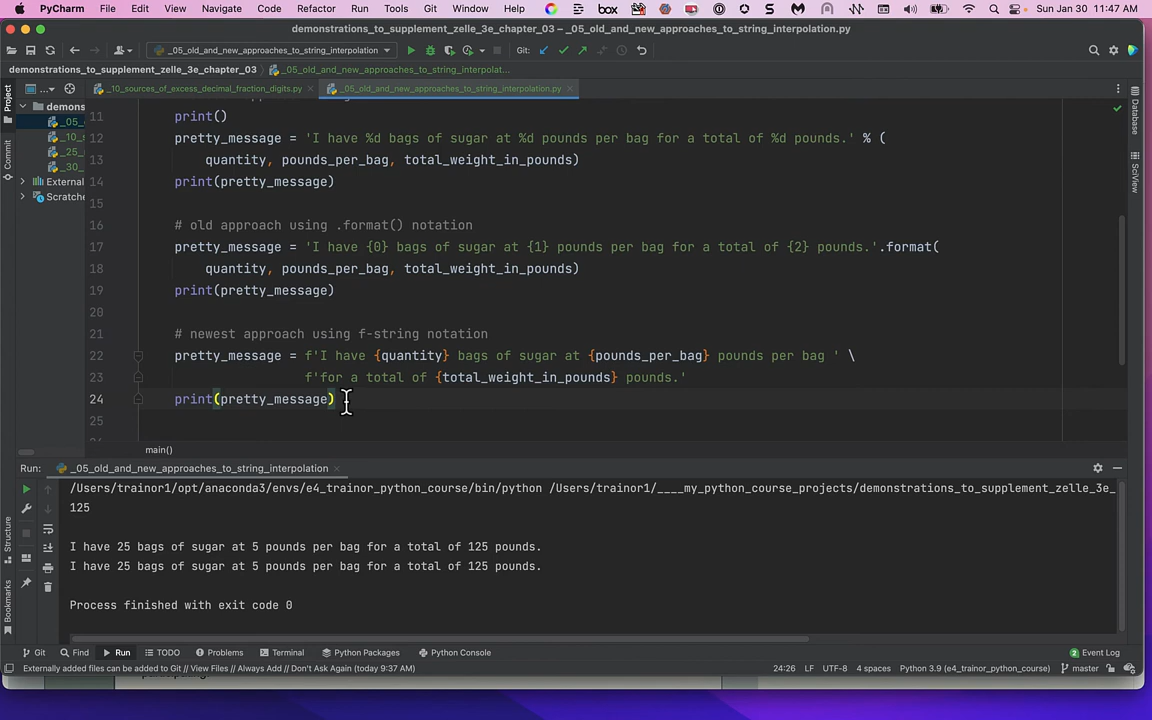 PyCharm File Edit View Navigate Code Refactor Run Tools Git Window Help box Sun Jan 30 11:47 AM
demonstrations_to_supplement_zelle_3e_chapter_03 – _05_old_and_new_approaches_to_string_interpolation.py
_05_old_and_new_approaches_to_string_interpolation Git:
demonstrations_to_supplement_zelle_3e_chapter_03 _05_old_and_new_approaches_to_string_interpolat...
_10_sources_of_excess_decimal_fraction_digits.py _05_old_and_new_approaches_to_string_interpolation.py
Project
Commit
Structure
Bookmarks
demons
_05_
_10_s
_25_
_30_
External
Scratche
Database
SciView
11 print()
12 pretty_message = 'I have %d bags of sugar at %d pounds per bag for a total of %d pounds.' % (
13 quantity, pounds_per_bag, total_weight_in_pounds)
14 print(pretty_message)
15
16 # old approach using .format() notation
17 pretty_message = 'I have {0} bags of sugar at {1} pounds per bag for a total of {2} pounds.'.format(
18 quantity, pounds_per_bag, total_weight_in_pounds)
19 print(pretty_message)
20
21 # newest approach using f-string notation
22 pretty_message = f'I have {quantity} bags of sugar at {pounds_per_bag} pounds per bag ' \
23 f'for a total of {total_weight_in_pounds} pounds.'
24 print(pretty_message)
25
main()
Run: _05_old_and_new_approaches_to_string_interpolation
/Users/trainor1/opt/anaconda3/envs/e4_trainor_python_course/bin/python /Users/trainor1/____my_python_course_projects/demonstrations_to_supplement_zelle_3e_
125
I have 25 bags of sugar at 5 pounds per bag for a total of 125 pounds.
I have 25 bags of sugar at 5 pounds per bag for a total of 125 pounds.
Process finished with exit code 0
Git Find Run TODO Problems Terminal Python Packages Python Console 2 Event Log
Externally added files can be added to Git // View Files // Always Add // Don't Ask Again (today 9:37 AM) 24:26 LF UTF-8 4 spaces Python 3.9 (e4_trainor_python_course) master